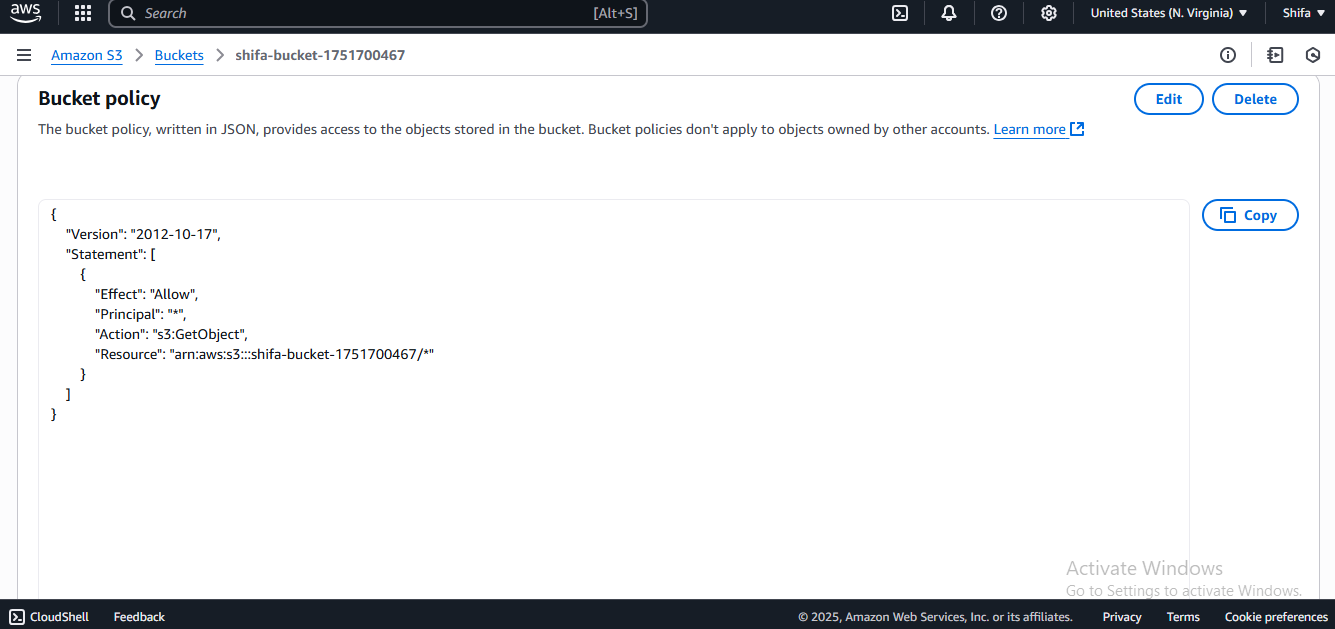 aws Search [Alt+S] United States (N. Virginia) Shifa
Amazon S3 > Buckets > shifa-bucket-1751700467
Bucket policy Edit Delete
The bucket policy, written in JSON, provides access to the objects stored in the bucket. Bucket policies don't apply to objects owned by other accounts. Learn more
Copy
{
"Version": "2012-10-17",
"Statement": [
{
"Effect": "Allow",
"Principal": "*",
"Action": "s3:GetObject",
"Resource": "arn:aws:s3:::shifa-bucket-1751700467/*"
}
]
}
Activate Windows
Go to Settings to activate Windows.
CloudShell Feedback © 2025, Amazon Web Services, Inc. or its affiliates. Privacy Terms Cookie preferences